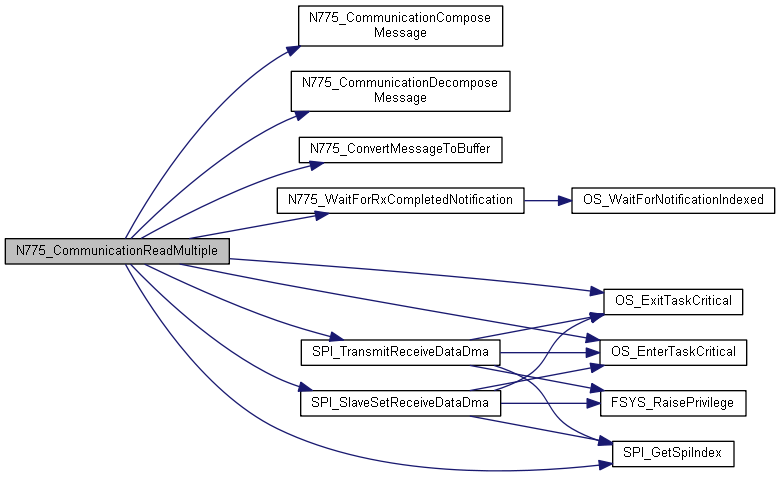 N775_CommunicationCompose
Message
N775_CommunicationDecompose
Message
N775_ConvertMessageToBuffer
N775_WaitForRxCompletedNotification
OS_WaitForNotificationIndexed
N775_CommunicationReadMultiple
OS_ExitTaskCritical
SPI_TransmitReceiveDataDma
OS_EnterTaskCritical
SPI_SlaveSetReceiveDataDma
FSYS_RaisePrivilege
SPI_GetSpiIndex